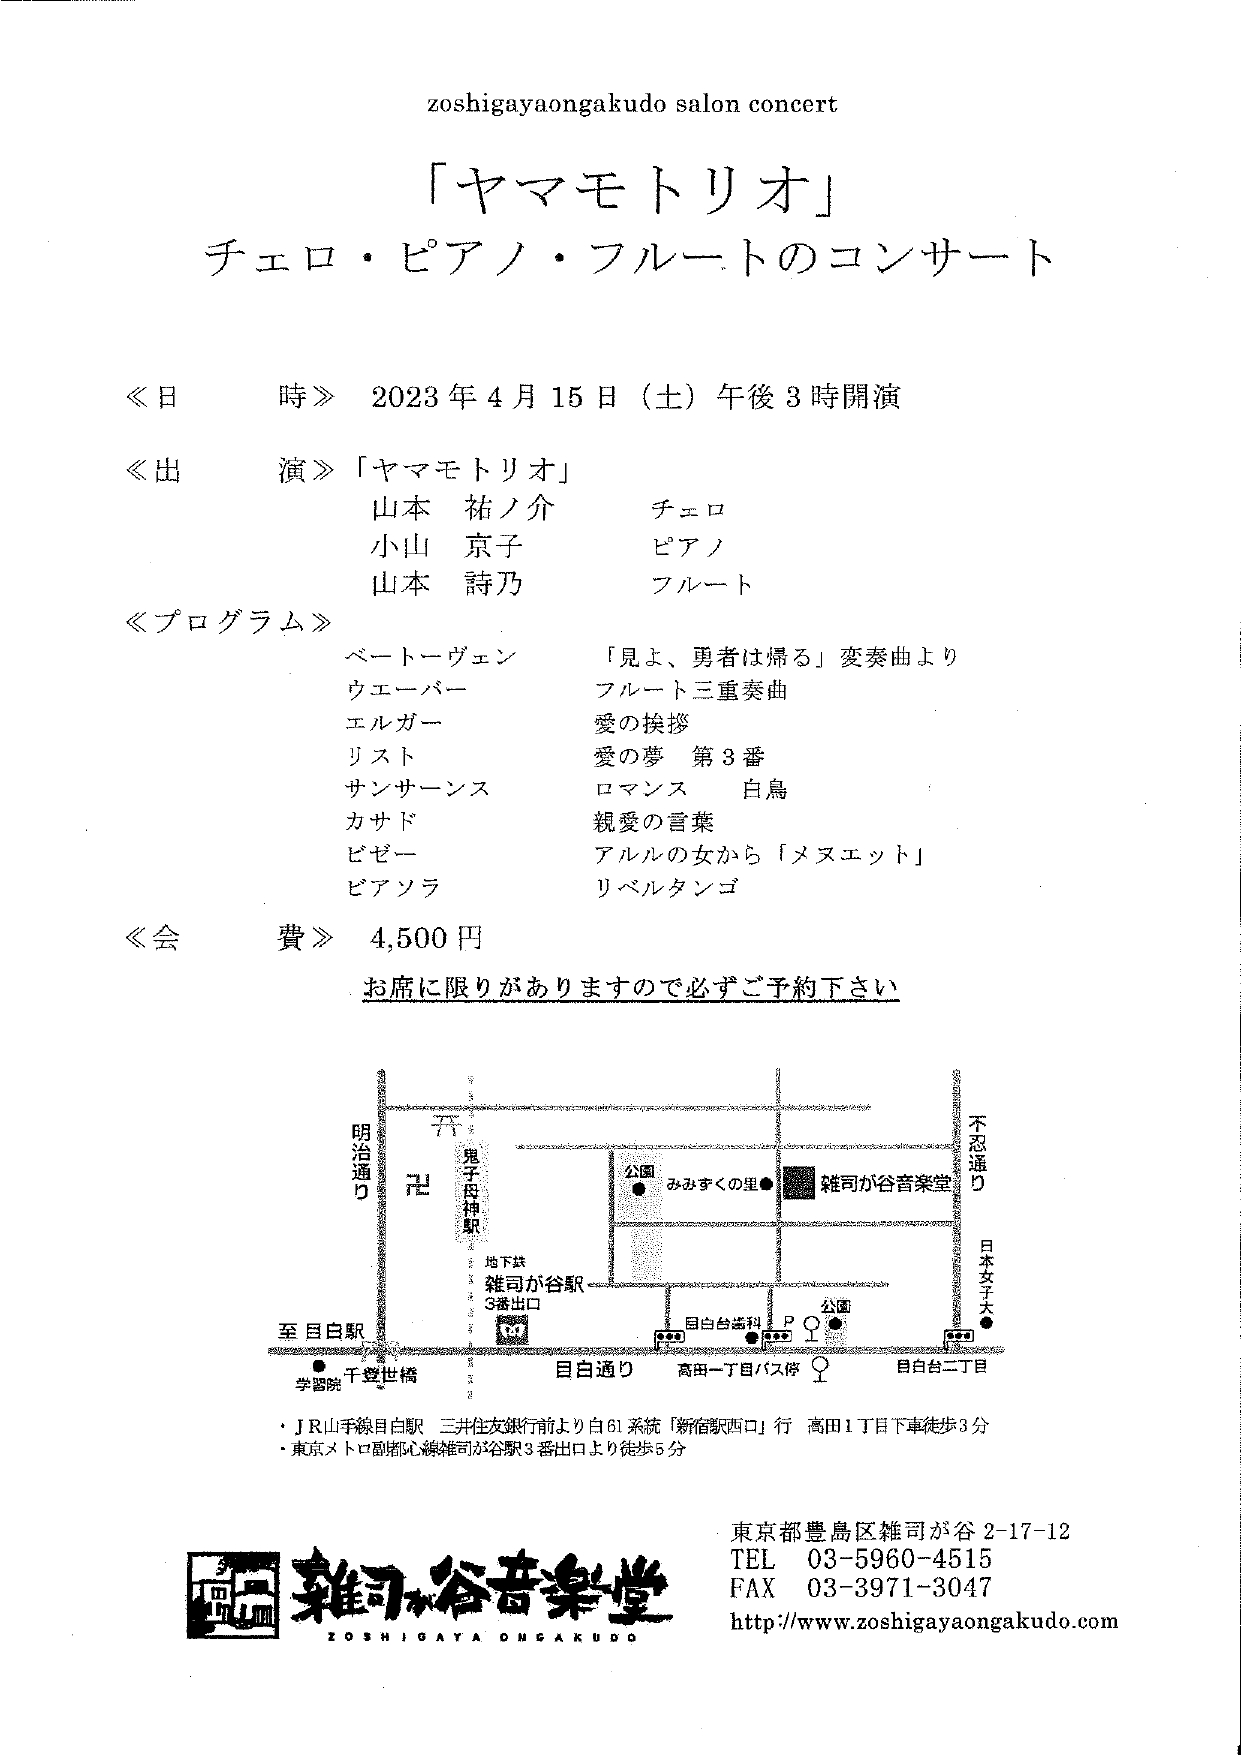 zoshigayaongakudo salon concert
「ヤマモトリオ」
チェロ・ピアノ・フルートのコンサート
≪日　　　時≫　2023年4月15日（土）午後3時開演
≪出　　　演≫「ヤマモトリオ」
山本　祐ノ介　　　チェロ
小山　京子　　　　ピアノ
山本　詩乃　　　　フルート
≪プログラム≫
ベートーヴェン　　　「見よ、勇者は帰る」変奏曲より
ウエーバー　　　　　フルート三重奏曲
エルガー　　　　　　愛の挨拶
リスト　　　　　　　愛の夢　第3番
サンサーンス　　　　ロマンス　　白鳥
カサド　　　　　　　親愛の言葉
ビゼー　　　　　　　アルルの女から「メヌエット」
ピアソラ　　　　　　リベルタンゴ
≪会　　　費≫　4,500円
お席に限りがありますので必ずご予約下さい
明治通り
鬼子母神駅
公園
みみずくの里
雑司が谷音楽堂
不忍通り
地下鉄
雑司が谷駅
3番出口
日本女子大
至 目白駅
目白台歯科
P
公園
学習院
千登世橋
目白通り
高田一丁目バス停
目白台二丁目
・ＪＲ山手線目白駅　三井住友銀行前より白61系統「新宿駅西口」行　高田1丁目下車徒歩3分
・東京メトロ副都心線雑司が谷駅3番出口より徒歩5分
雑司が谷音楽堂
ZOSHIGAYA ONGAKUDO
東京都豊島区雑司が谷 2-17-12
TEL　03-5960-4515
FAX　03-3971-3047
http://www.zoshigayaongakudo.com